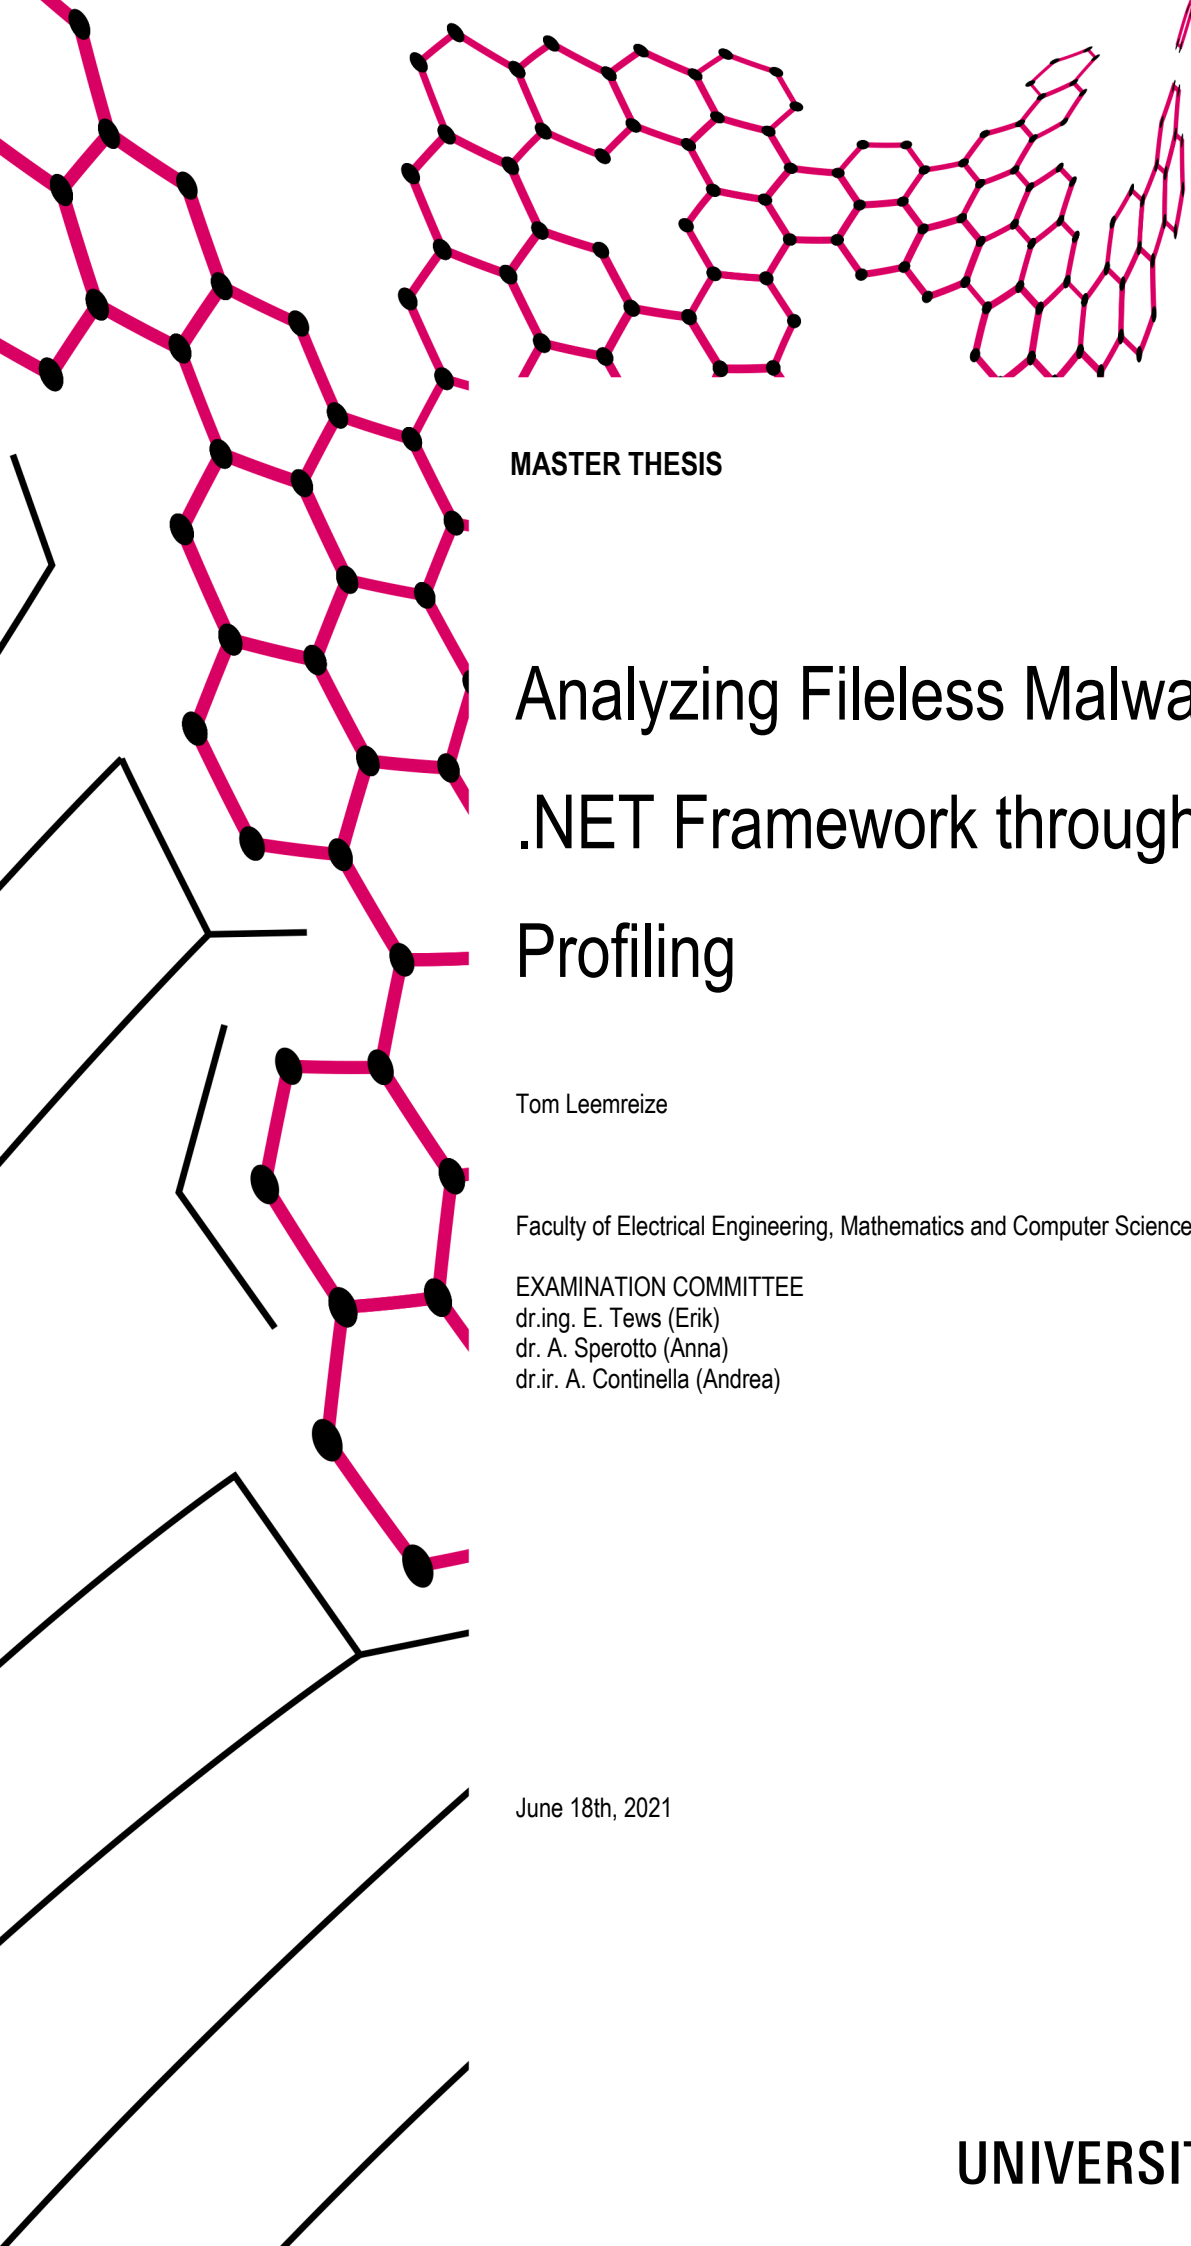 MASTER THESIS
Analyzing Fileless Malwa
.NET Framework through
Profiling
Tom Leemreize
Faculty of Electrical Engineering, Mathematics and Computer Science
EXAMINATION COMMITTEE
dr.ing. E. Tews (Erik)
dr. A. Sperotto (Anna)
dr.ir. A. Continella (Andrea)
June 18th, 2021
UNIVERSIT